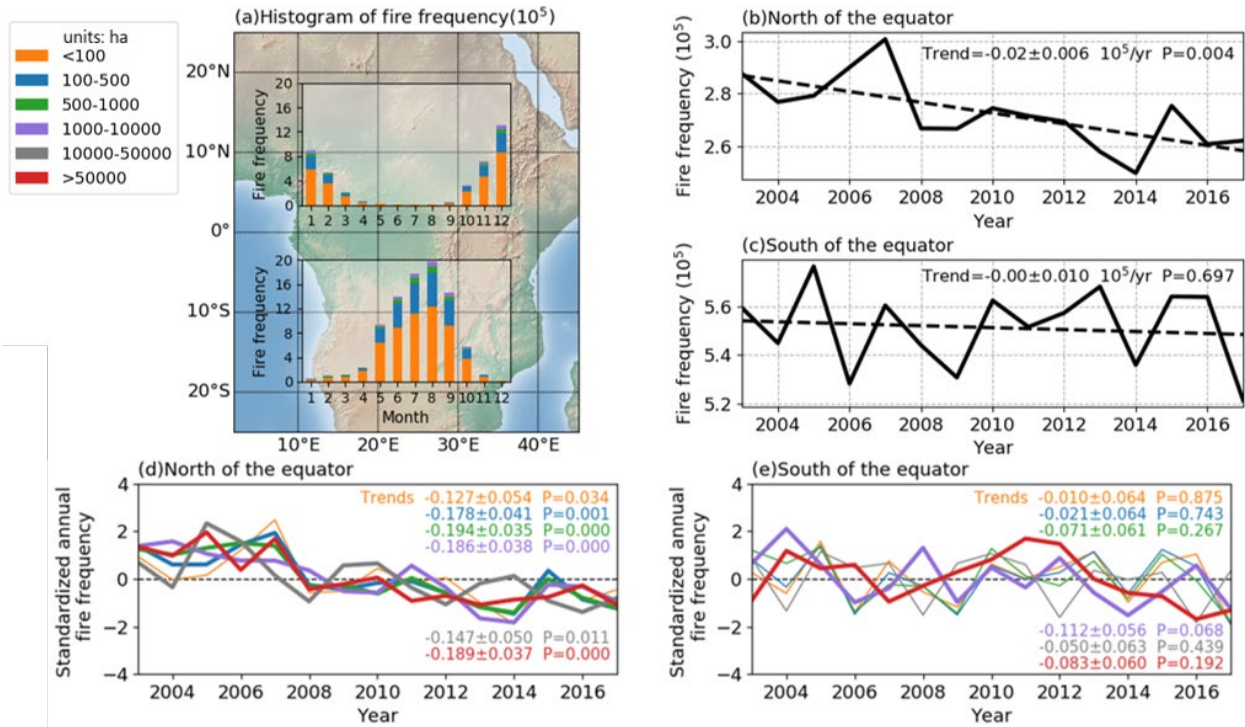 (a)Histogram of fire frequency(10⁵)
units: ha
<100
100-500
500-1000
1000-10000
10000-50000
>50000
20°N
10°N
0°
10°S
20°S
10°E 20°E 30°E 40°E
Fire frequency
20
16
12
8
4
0
1 2 3 4 5 6 7 8 9 10 11 12
Fire frequency
20
16
12
8
4
0
1 2 3 4 5 6 7 8 9 10 11 12
Month
(b)North of the equator
Trend=-0.02±0.006 10⁵/yr P=0.004
Fire frequency (10⁵)
3.0
2.8
2.6
2004 2006 2008 2010 2012 2014 2016
Year
(c)South of the equator
Trend=-0.00±0.010 10⁵/yr P=0.697
Fire frequency (10⁵)
5.6
5.4
5.2
2004 2006 2008 2010 2012 2014 2016
Year
(d)North of the equator
Standardized annual
fire frequency
4
2
0
−2
−4
Trends -0.127±0.054 P=0.034
-0.178±0.041 P=0.001
-0.194±0.035 P=0.000
-0.186±0.038 P=0.000
-0.147±0.050 P=0.011
-0.189±0.037 P=0.000
2004 2006 2008 2010 2012 2014 2016
Year
(e)South of the equator
Standardized annual
fire frequency
4
2
0
−2
−4
Trends -0.010±0.064 P=0.875
-0.021±0.064 P=0.743
-0.071±0.061 P=0.267
-0.112±0.056 P=0.068
-0.050±0.063 P=0.439
-0.083±0.060 P=0.192
2004 2006 2008 2010 2012 2014 2016
Year